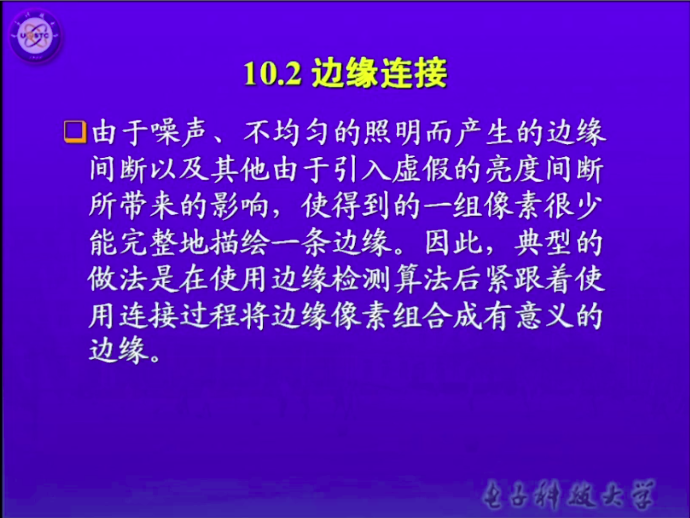 10.2 边缘连接
由于噪声、不均匀的照明而产生的边缘
间断以及其他由于引入虚假的亮度间断
所带来的影响，使得到的一组像素很少
能完整地描绘一条边缘。因此，典型的
做法是在使用边缘检测算法后紧跟着使
用连接过程将边缘像素组合成有意义的
边缘。
电子科技大学